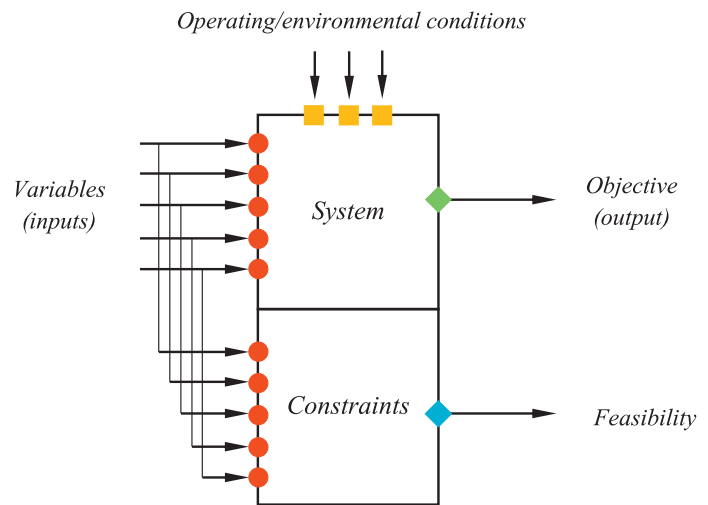 Operating/environmental conditions
Variables
(inputs)
System
Objective
(output)
Constraints
Feasibility